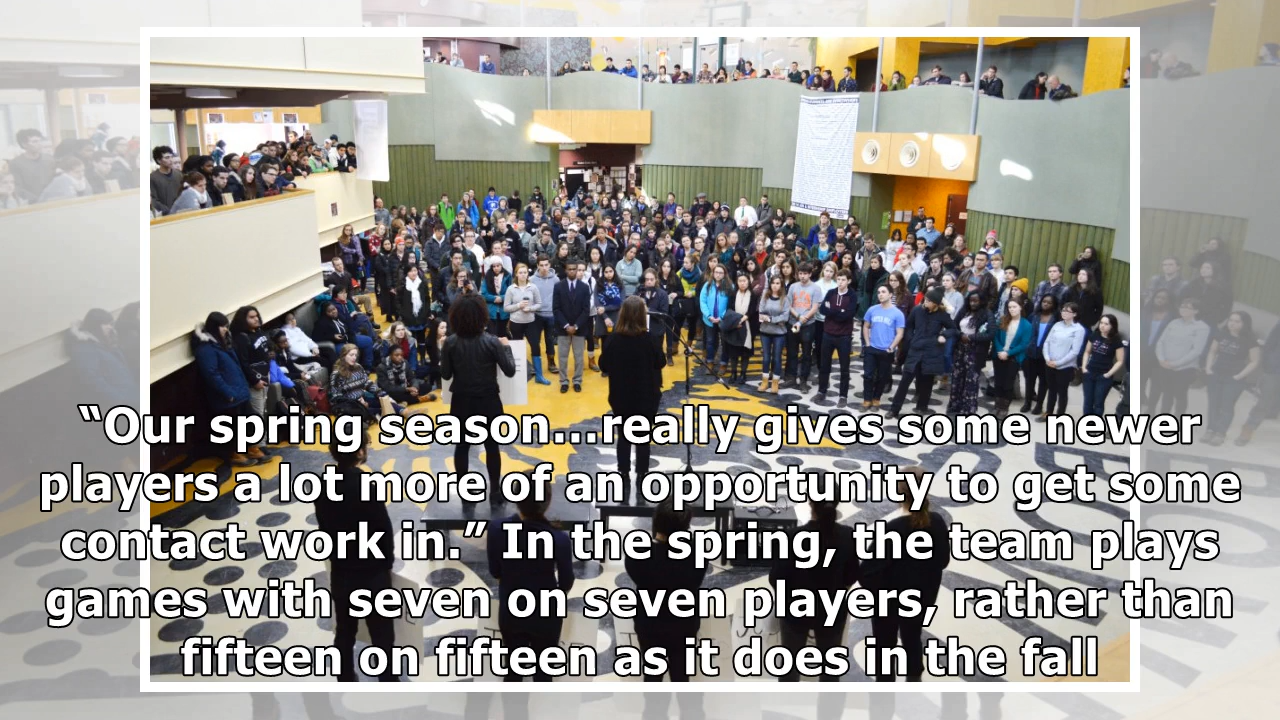 “Our spring season...really gives some newer
players a lot more of an opportunity to get some
contact work in.” In the spring, the team plays
games with seven on seven players, rather than
fifteen on fifteen as it does in the fall